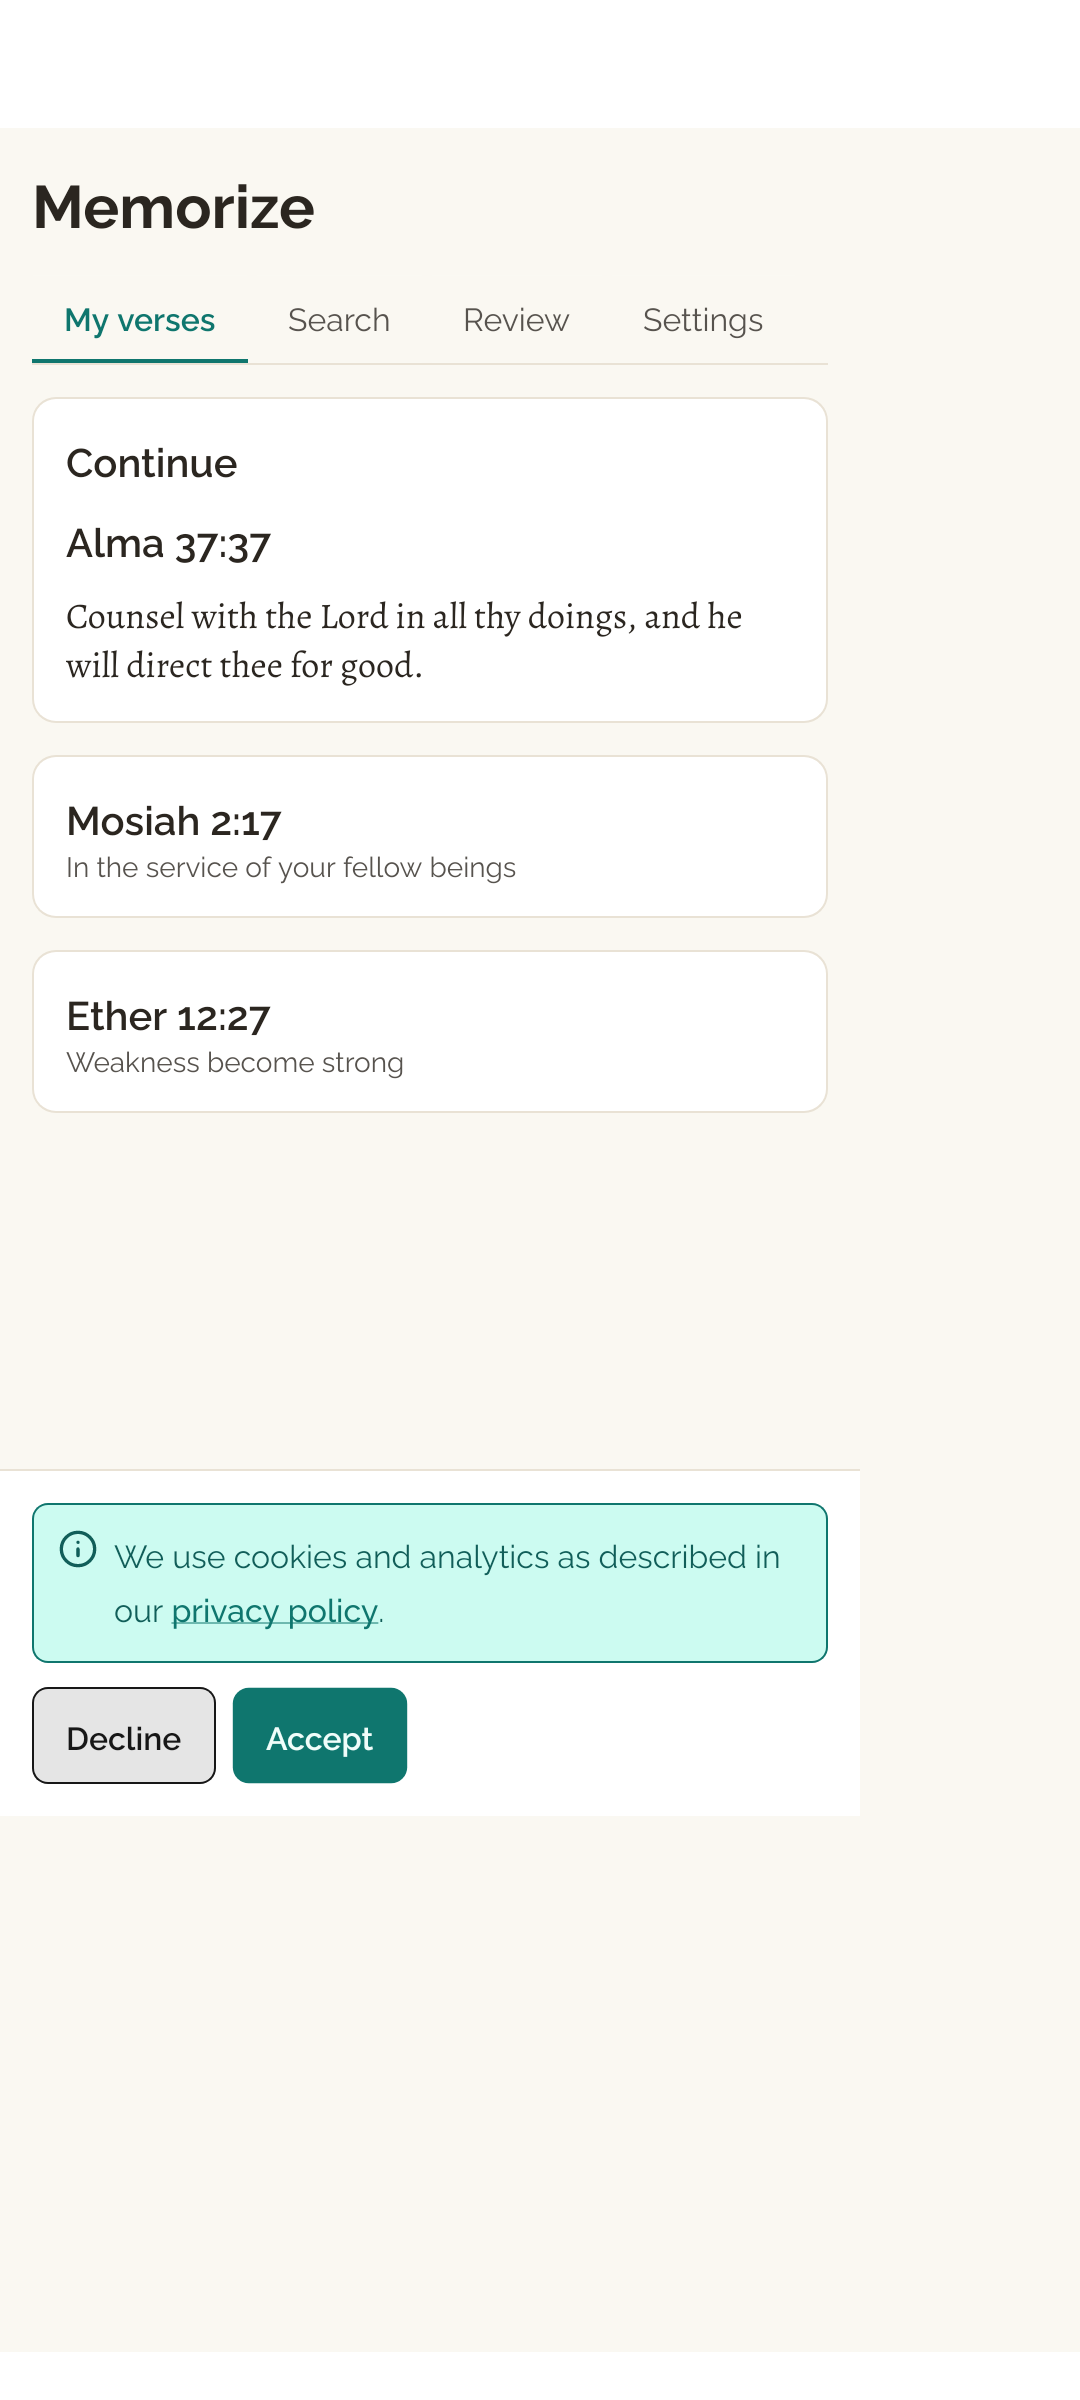 Memorize
My verses Search Review Settings
Continue
Alma 37:37
Counsel with the Lord in all thy doings, and he
will direct thee for good.
Mosiah 2:17
In the service of your fellow beings
Ether 12:27
Weakness become strong
We use cookies and analytics as described in
our privacy policy.
Decline Accept